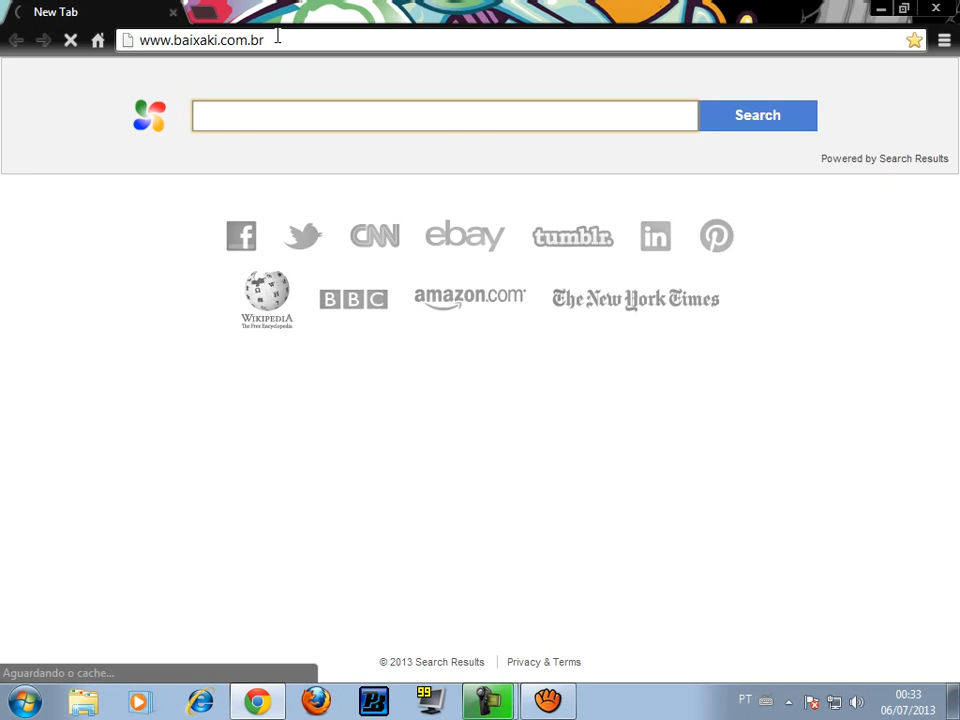 New Tab
www.baixaki.com.br
Search
Powered by Search Results
f CNN ebay tumblr. in
WIKIPEDIA
The Free Encyclopedia
BBC amazon.com The New York Times
© 2013 Search Results Privacy & Terms
Aguardando o cache...
99 PT 00:33
06/07/2013